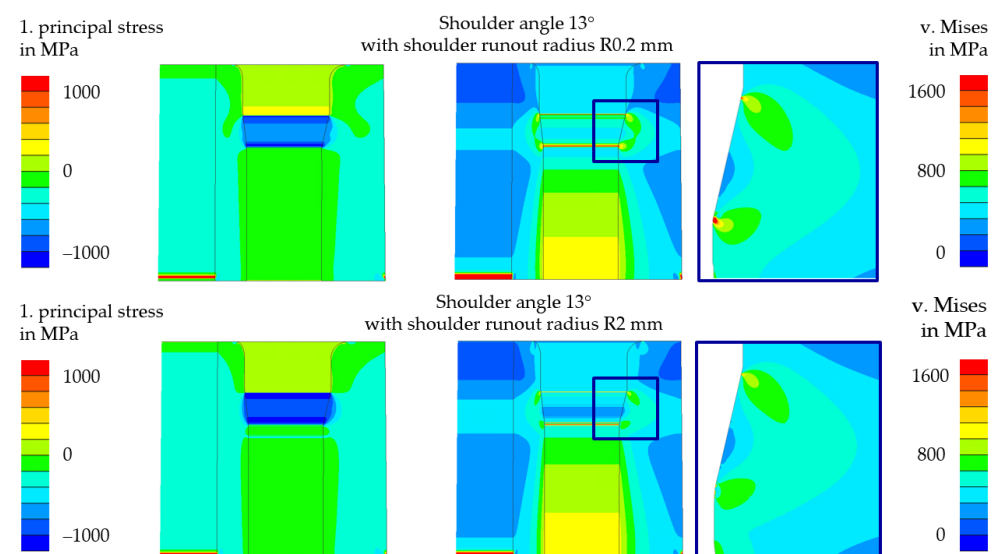 1. principal stress
in MPa
Shoulder angle 13°
with shoulder runout radius R0.2 mm
v. Mises
in MPa
1000
0
−1000
1600
800
0
1. principal stress
in MPa
Shoulder angle 13°
with shoulder runout radius R2 mm
v. Mises
in MPa
1000
0
−1000
1600
800
0